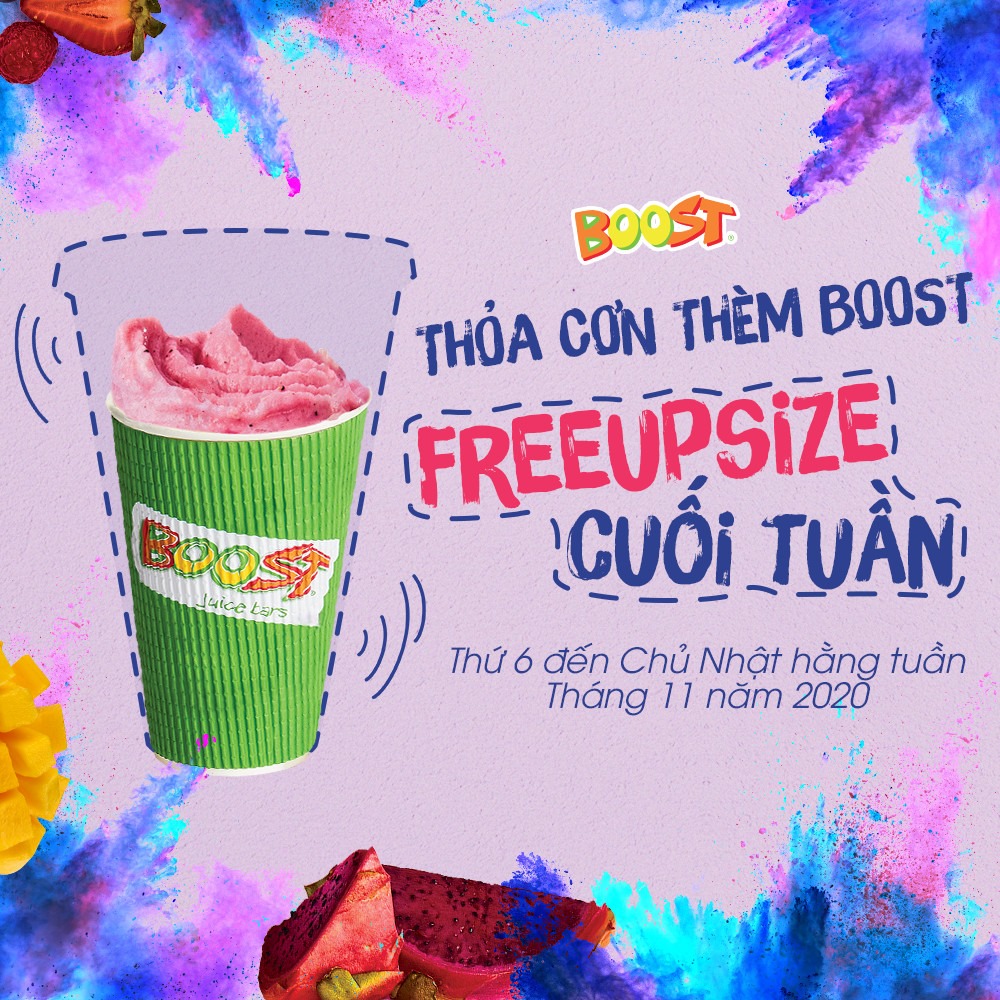 BOOST
THỎA CƠN THÈM BOOST
FREEUPSiZE
CUỐi TUẦN
Thứ 6 đến Chủ Nhật hằng tuần
Tháng 11 năm 2020
BOOST
juice bars